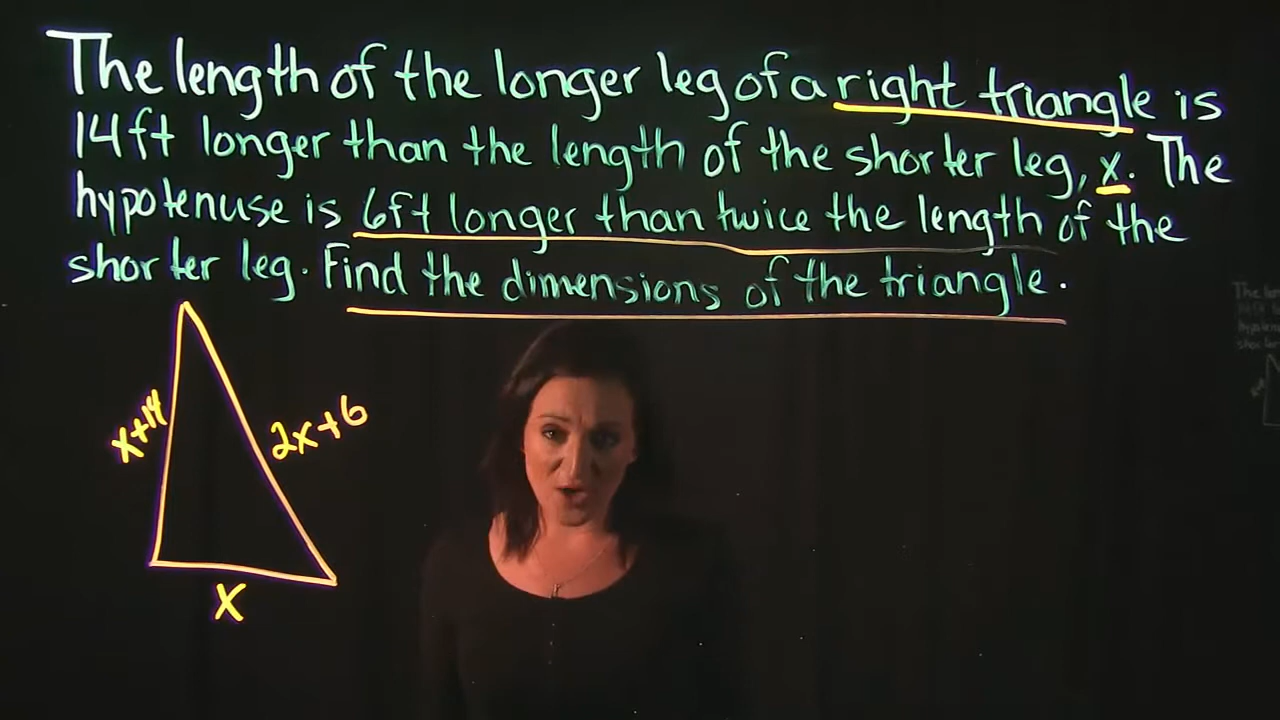 The length of the longer leg of a right triangle is
14ft longer than the length of the shorter leg, x. The
hypotenuse is 6ft longer than twice the length of the
shorter leg. Find the dimensions of the triangle.
x+14
2x+6
x